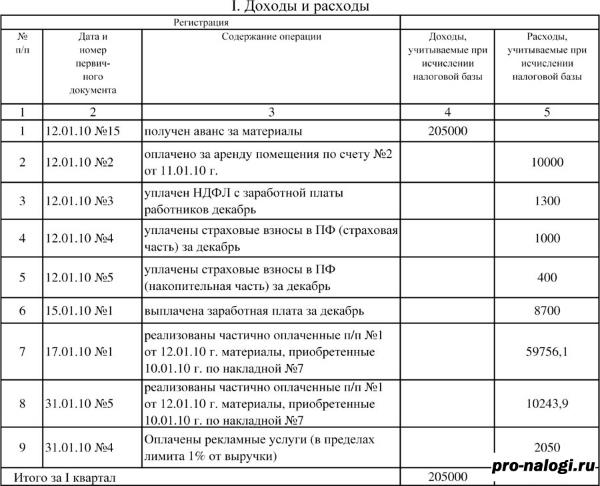 I. Доходы и расходы
Регистрация
№
п/п
Дата и
номер
первич-
ного
документа
Содержание операции
Доходы,
учитываемые при
исчислении
налоговой базы
Расходы,
учитываемые при
исчислении
налоговой базы
1 2 3 4 5
1 12.01.10 №15 получен аванс за материалы 205000
2 12.01.10 №2 оплачено за аренду помещения по счету №2
от 11.01.10 г. 10000
3 12.01.10 №3 уплачен НДФЛ с заработной платы
работников декабрь 1300
4 12.01.10 №4 уплачены страховые взносы в ПФ (страховая
часть) за декабрь 1000
5 12.01.10 №5 уплачены страховые взносы в ПФ
(накопительная часть) за декабрь 400
6 15.01.10 №1 выплачена заработная плата за декабрь 8700
7 17.01.10 №1 реализованы частично оплаченные п/п №1
от 12.01.10 г. материалы, приобретенные
10.01.10 г. по накладной №7 59756,1
8 31.01.10 №5 реализованы частично оплаченные п/п №1
от 12.01.10 г. материалы, приобретенные
10.01.10 г. по накладной №7 10243,9
9 31.01.10 №4 Оплачены рекламные услуги (в пределах
лимита 1% от выручки) 2050
Итого за I квартал 205000
pro-nalogi.ru